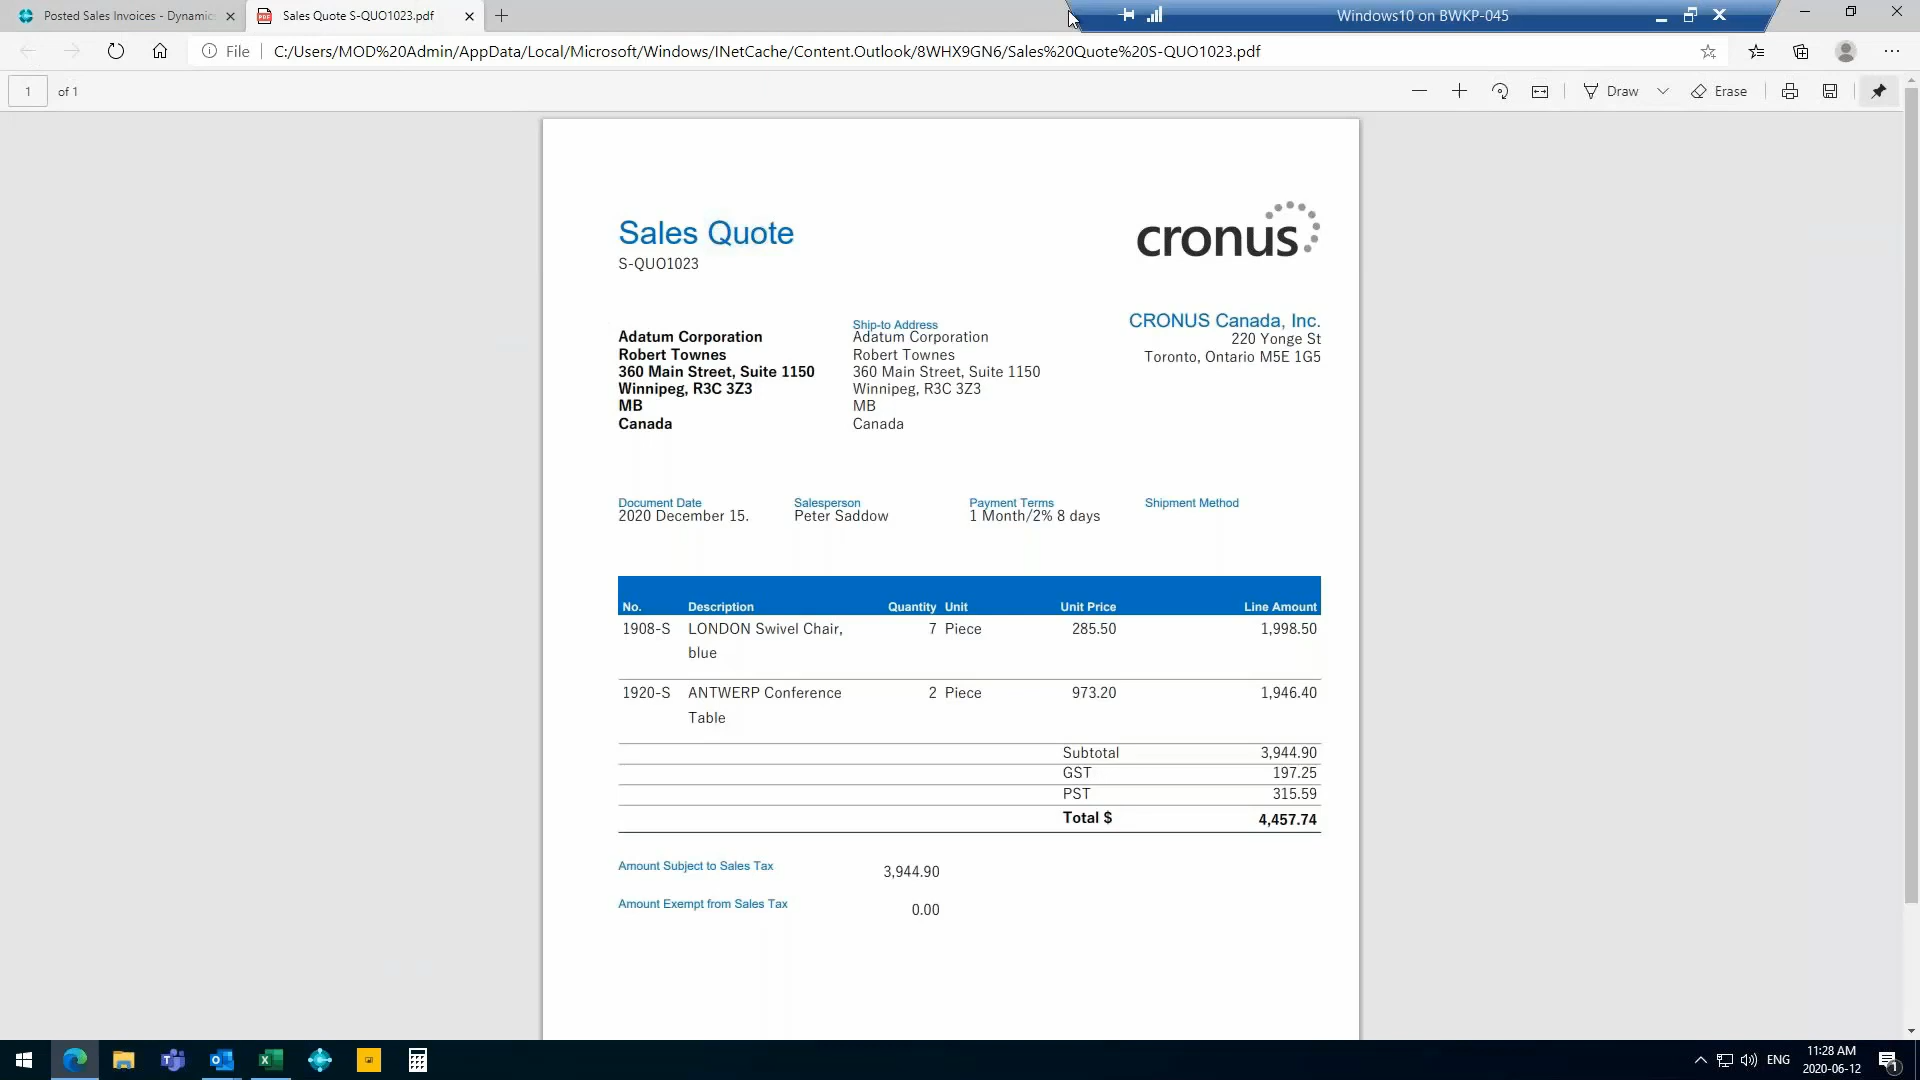 Posted Sales Invoices - Dynamic
Sales Quote S-QUO1023.pdf
Windows10 on BWKP-045
File
C:/Users/MOD%20Admin/AppData/Local/Microsoft/Windows/INetCache/Content.Outlook/8WHX9GN6/Sales%20Quote%20S-QUO1023.pdf
1 of 1
Draw
Erase
Sales Quote
S-QUO1023
cronus
CRONUS Canada, Inc.
220 Yonge St
Toronto, Ontario M5E 1G5
Adatum Corporation
Robert Townes
360 Main Street, Suite 1150
Winnipeg, R3C 3Z3
MB
Canada
Ship-to Address
Adatum Corporation
Robert Townes
360 Main Street, Suite 1150
Winnipeg, R3C 3Z3
MB
Canada
Document Date Salesperson Payment Terms Shipment Method
2020 December 15. Peter Saddow 1 Month/2% 8 days
No. Description Quantity Unit Unit Price Line Amount
1908-S LONDON Swivel Chair, 7 Piece 285.50 1,998.50
blue
1920-S ANTWERP Conference 2 Piece 973.20 1,946.40
Table
Subtotal 3,944.90
GST 197.25
PST 315.59
Total $ 4,457.74
Amount Subject to Sales Tax 3,944.90
Amount Exempt from Sales Tax 0.00
ENG
11:28 AM
2020-06-12
1